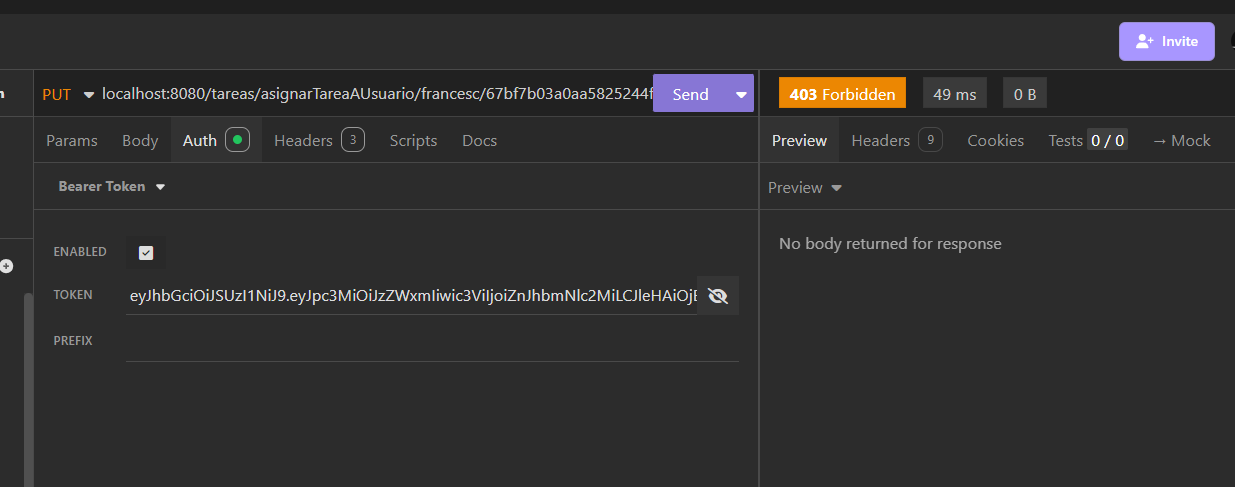 Invite
PUT localhost:8080/tareas/asignarTareaAUsuario/francesc/67bf7b03a0aa5825244f Send
403 Forbidden 49 ms 0 B
Params Body Auth Headers 3 Scripts Docs
Preview Headers 9 Cookies Tests 0 / 0 → Mock
Bearer Token
Preview
ENABLED
No body returned for response
TOKEN eyJhbGciOiJSUzI1NiJ9.eyJpc3MiOiJzZWxmIiwic3ViIjoiZnJhbmNlc2MiLCJleHAiOjE
PREFIX